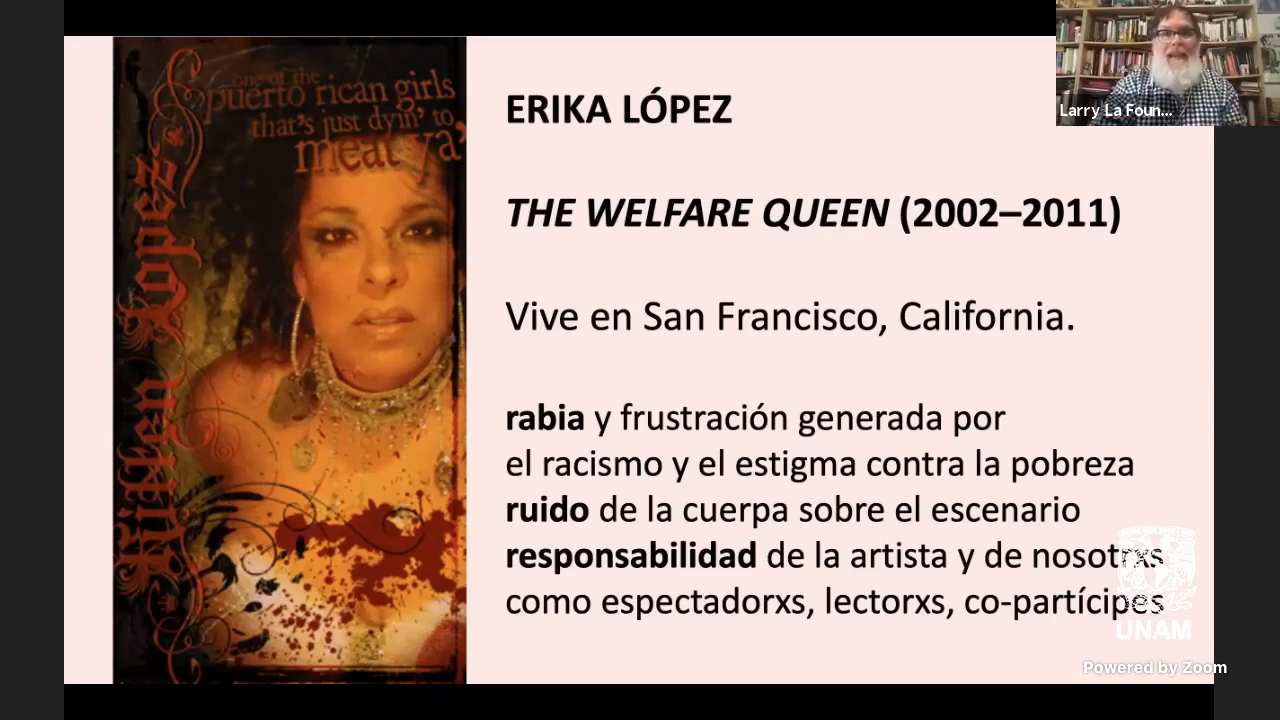 one of the
puerto rican girls
that's just dyin' to
meat ya'
Kitten Lopez
ERIKA LÓPEZ
THE WELFARE QUEEN (2002–2011)
Vive en San Francisco, California.
rabia y frustración generada por
el racismo y el estigma contra la pobreza
ruido de la cuerpa sobre el escenario
responsabilidad de la artista y de nosotrxs
como espectadorxs, lectorxs, co-partícipes
Larry La Foun...
UNAM
Powered by Zoom